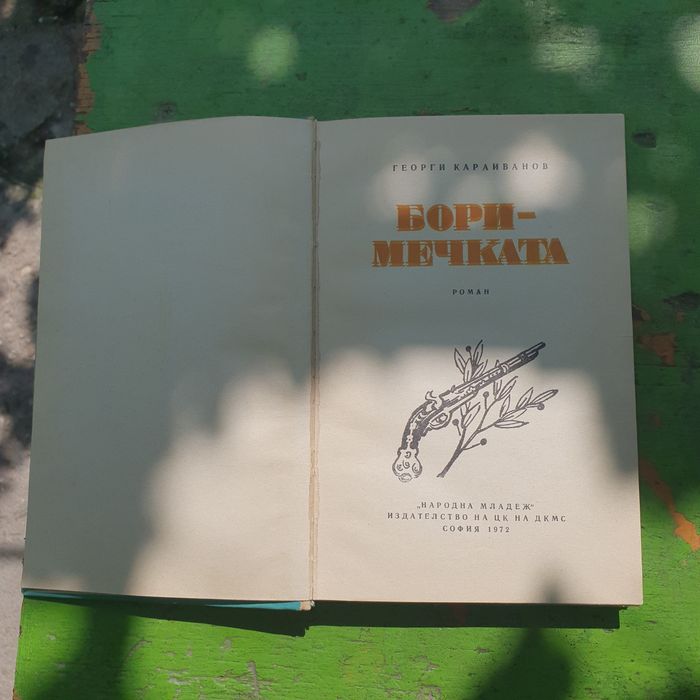 ГЕОРГИ КАРАИВАНОВ
БОРИ-
МЕЧКАТА
РОМАН
„НАРОДНА МЛАДЕЖ"
ИЗДАТЕЛСТВО НА ЦК НА ДКМС
СОФИЯ 1972